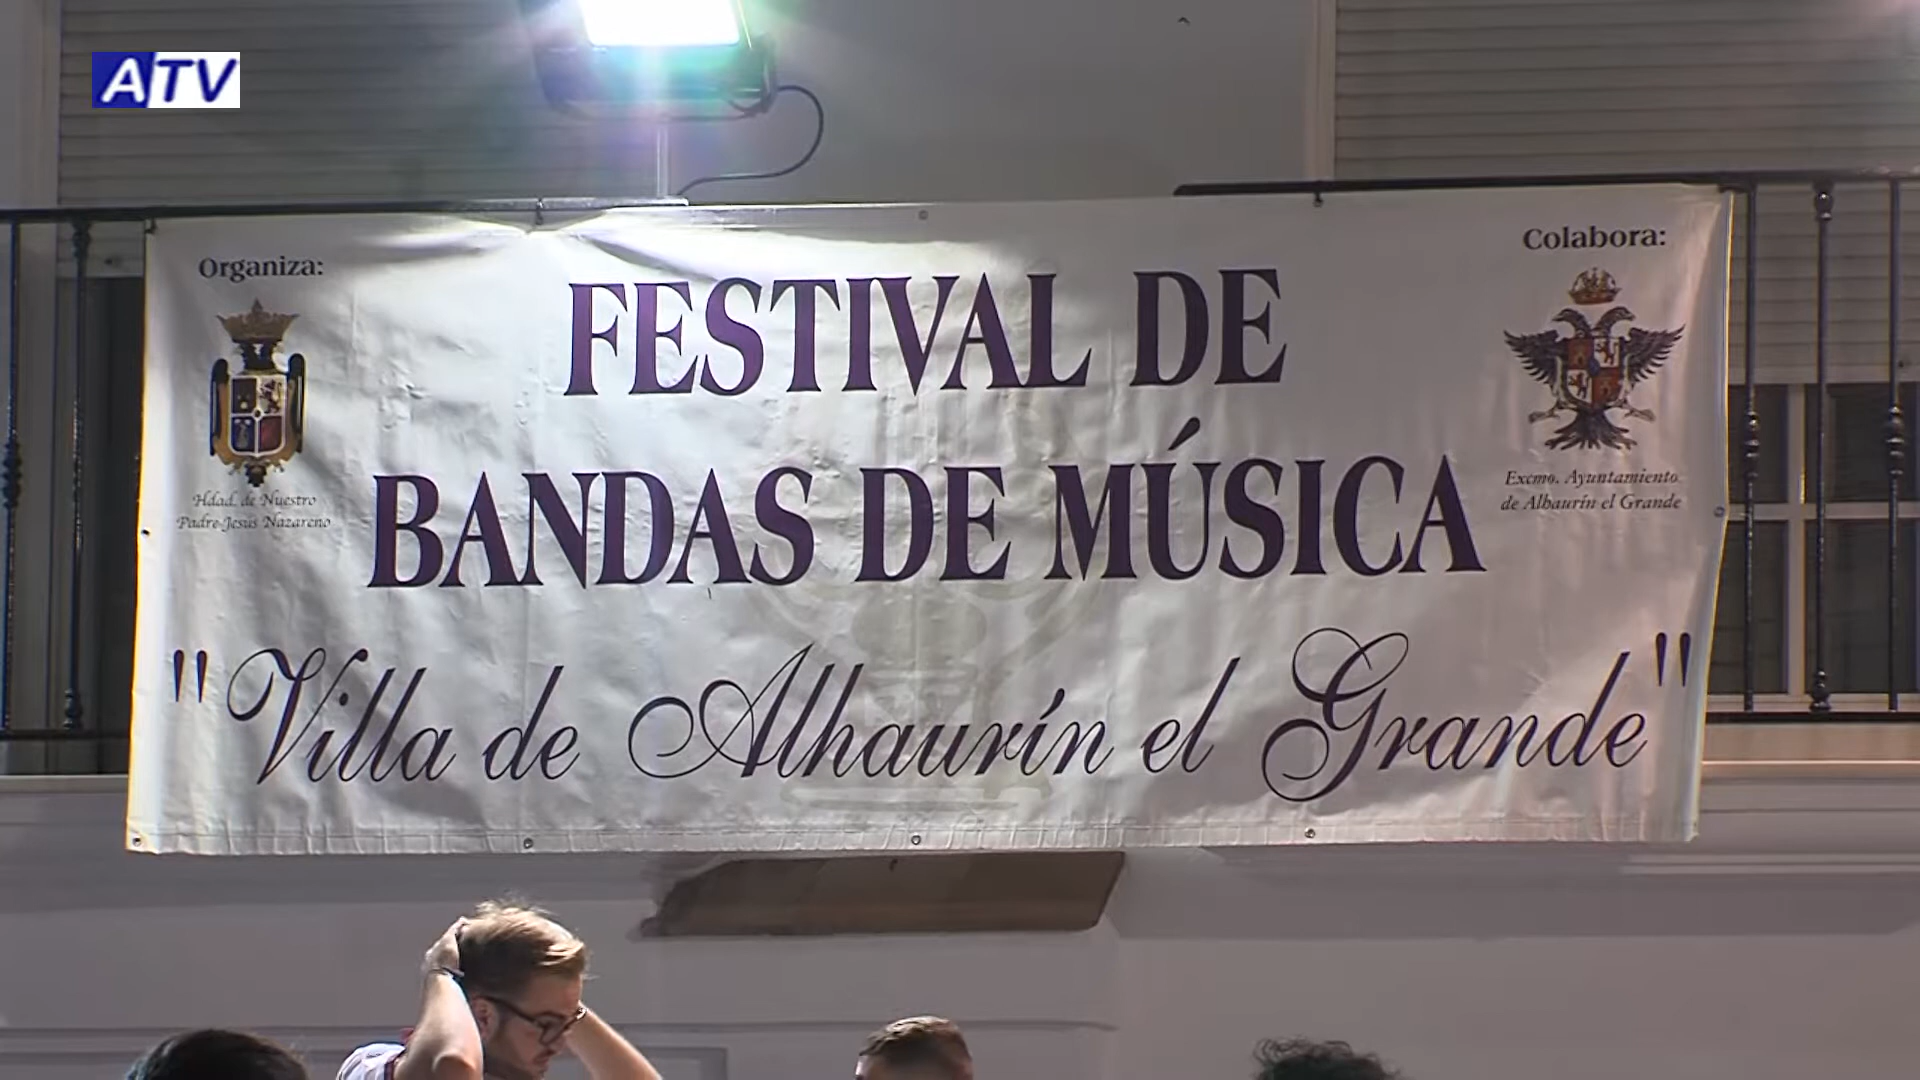 ATV
Organiza:
Colabora:
FESTIVAL DE
BANDAS DE MÚSICA
Hdad. de Nuestro
Padre Jesús Nazareno
Excmo. Ayuntamiento
de Alhaurín el Grande
"Villa de Alhaurín el Grande"